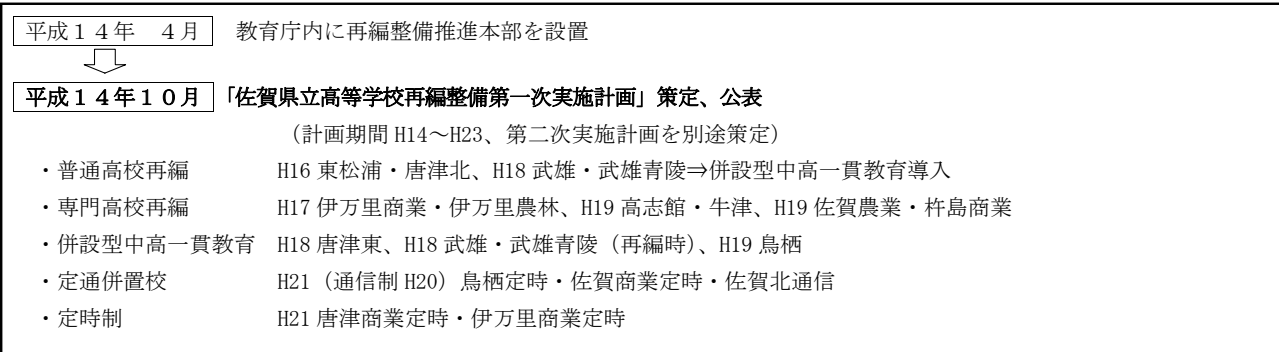 平成１４年　４月　教育庁内に再編整備推進本部を設置
平成１４年１０月「佐賀県立高等学校再編整備第一次実施計画」策定、公表
（計画期間 H14～H23、第二次実施計画を別途策定）
・普通高校再編　H16 東松浦・唐津北、H18 武雄・武雄青陵⇒併設型中高一貫教育導入
・専門高校再編　H17 伊万里商業・伊万里農林、H19 高志館・牛津、H19 佐賀農業・杵島商業
・併設型中高一貫教育　H18 唐津東、H18 武雄・武雄青陵（再編時）、H19 鳥栖
・定通併置校　H21（通信制 H20）鳥栖定時・佐賀商業定時・佐賀北通信
・定時制　H21 唐津商業定時・伊万里商業定時